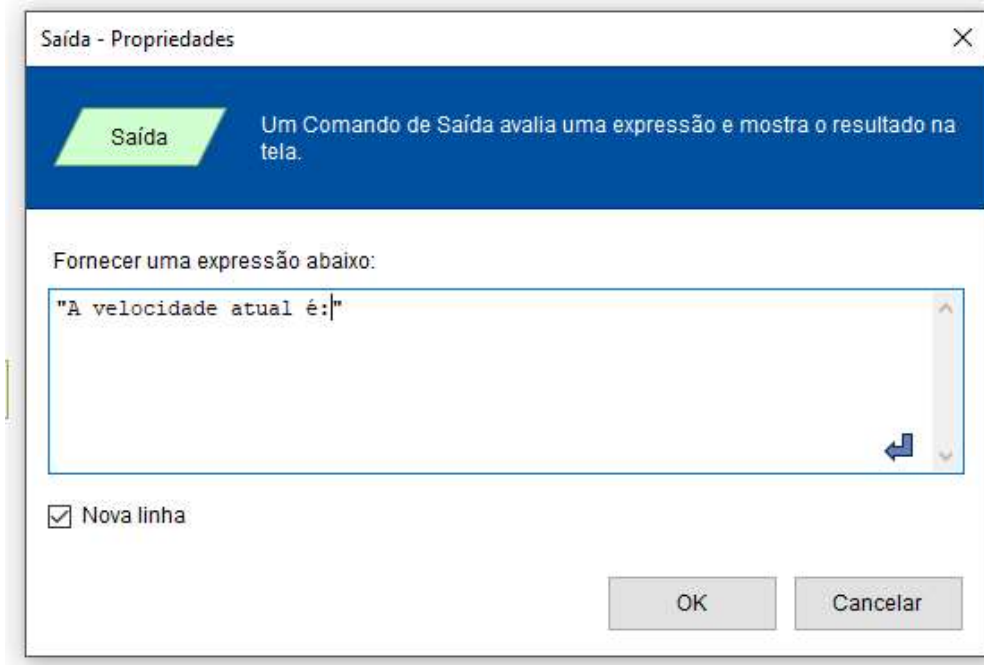 Saída - Propriedades
Saída
Um Comando de Saída avalia uma expressão e mostra o resultado na
tela.
Fornecer uma expressão abaixo:
"A velocidade atual é:"
Nova linha
OK
Cancelar